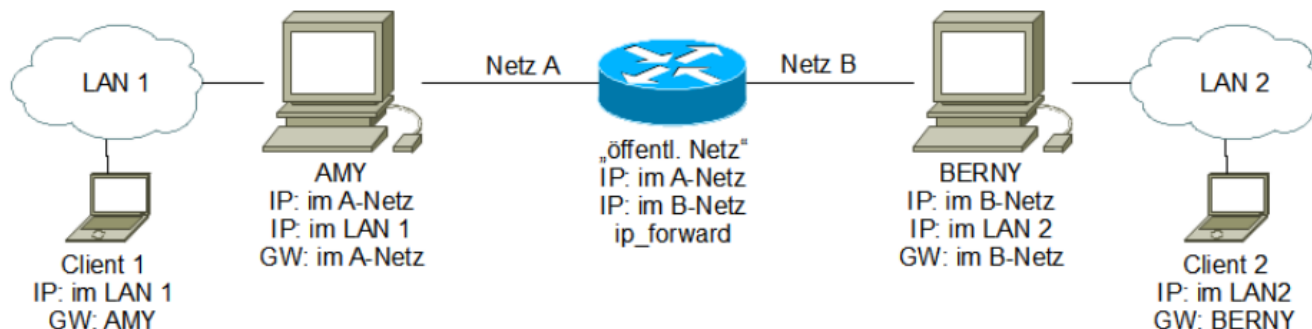 LAN 1
Netz A
Netz B
LAN 2
AMY
IP: im A-Netz
IP: im LAN 1
GW: im A-Netz
„öffentl. Netz"
IP: im A-Netz
IP: im B-Netz
ip_forward
BERNY
IP: im B-Netz
IP: im LAN 2
GW: im B-Netz
Client 1
IP: im LAN 1
GW: AMY
Client 2
IP: im LAN2
GW: BERNY